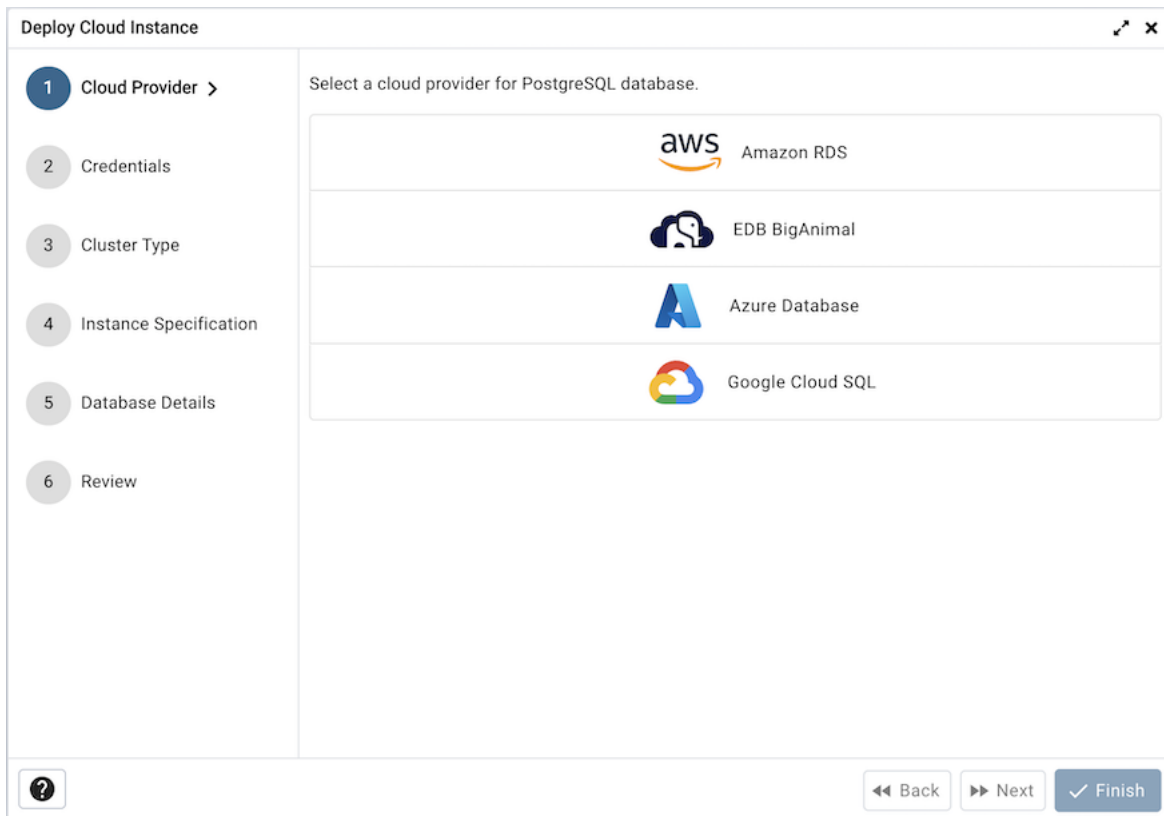 Deploy Cloud Instance
1 Cloud Provider
2 Credentials
3 Cluster Type
4 Instance Specification
5 Database Details
6 Review
Select a cloud provider for PostgreSQL database.
aws Amazon RDS
EDB BigAnimal
Azure Database
Google Cloud SQL
?
Back
Next
Finish